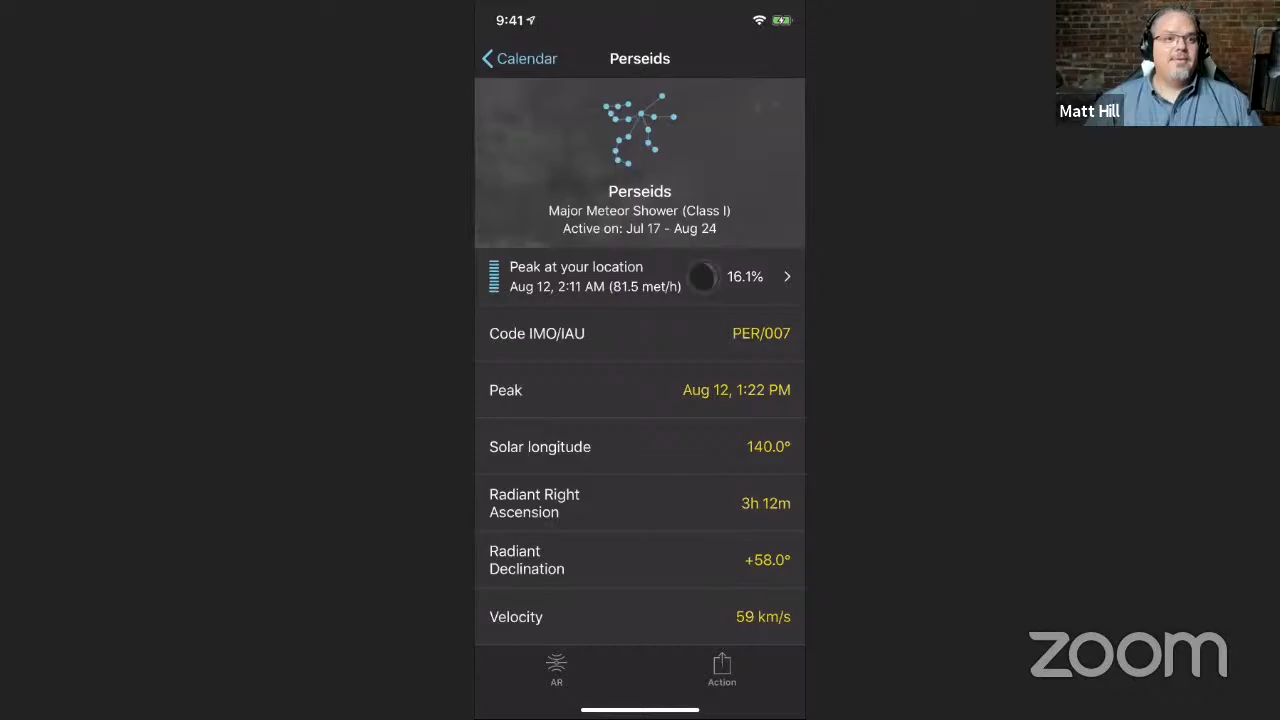 9:41
Calendar
Perseids
Matt Hill
Perseids
Major Meteor Shower (Class I)
Active on: Jul 17 - Aug 24
Peak at your location
Aug 12, 2:11 AM (81.5 met/h)
16.1%
Code IMO/IAU
PER/007
Peak
Aug 12, 1:22 PM
Solar longitude
140.0°
Radiant Right
Ascension
3h 12m
Radiant
Declination
+58.0°
Velocity
59 km/s
AR
Action
zoom